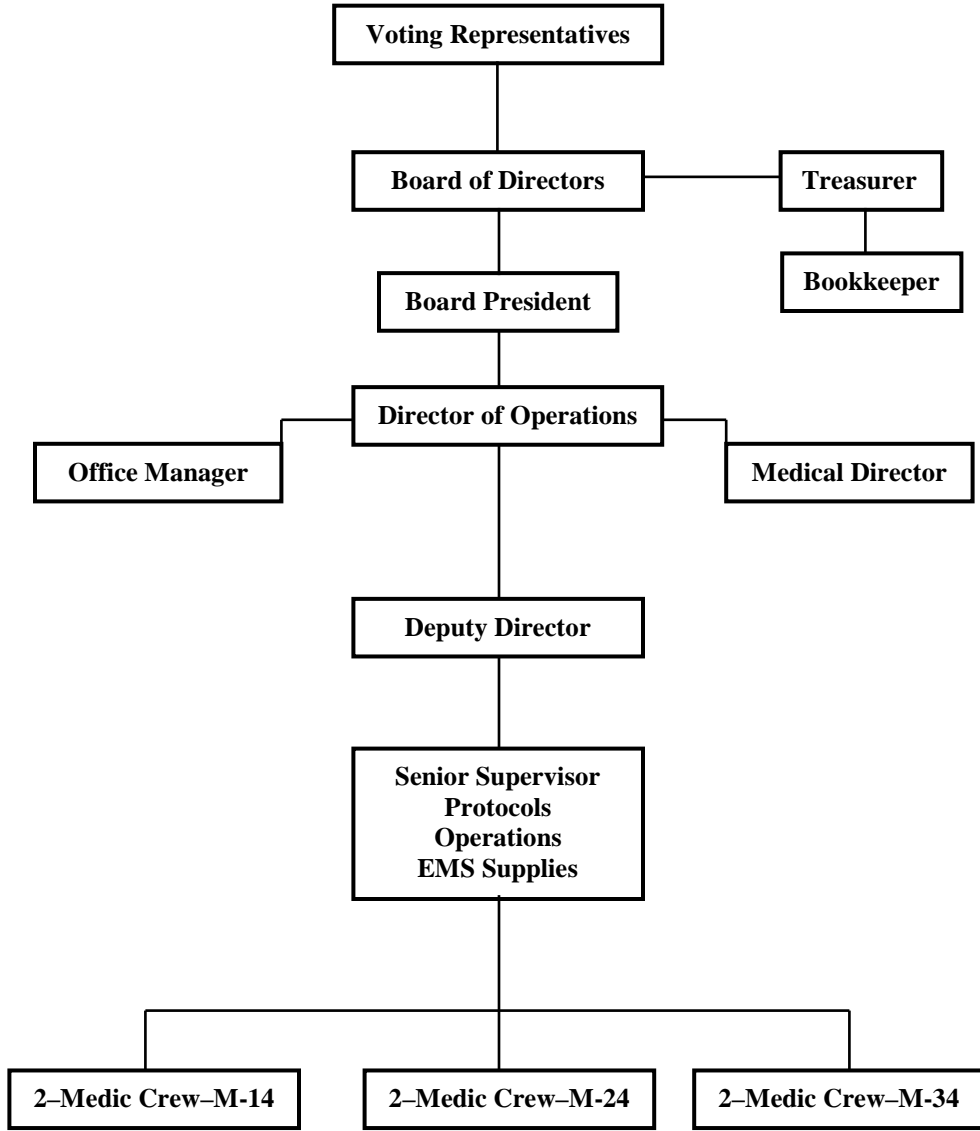 Voting Representatives
Board of Directors
Treasurer
Bookkeeper
Board President
Director of Operations
Office Manager
Medical Director
Deputy Director
Senior Supervisor
Protocols
Operations
EMS Supplies
2–Medic Crew–M-14
2–Medic Crew–M-24
2–Medic Crew–M-34